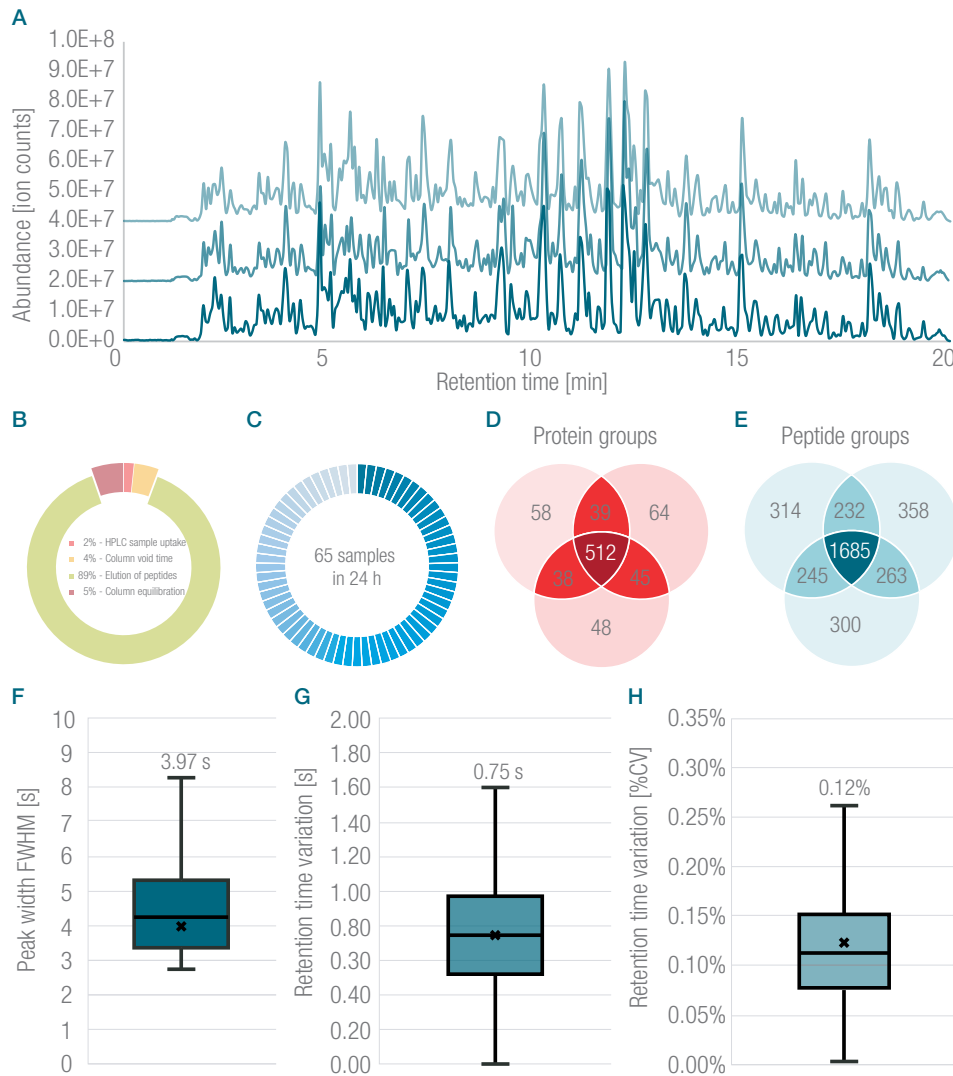 A
1.0E+8
9.0E+7
8.0E+7
7.0E+7
6.0E+7
5.0E+7
4.0E+7
3.0E+7
2.0E+7
1.0E+7
0.0E+0
Abundance [ion counts]
0 5 10 15 20
Retention time [min]
B
2% - HPLC sample uptake
4% - Column void time
89% - Elution of peptides
5% - Column equilibration
C
65 samples
in 24 h
D
Protein groups
58 39 64
512
38 45
48
E
Peptide groups
314 232 358
1685
245 263
300
F
10
9
8
7
6
5
4
3
2
1
0
Peak width FWHM [s]
3.97 s
G
2.00
1.80
1.60
1.40
1.20
1.00
0.80
0.30
0.40
0.20
0.00
Retention time variation [s]
0.75 s
H
0.35%
0.30%
0.25%
0.20%
0.15%
0.10%
0.05%
0.00%
Retention time variation [%CV]
0.12%